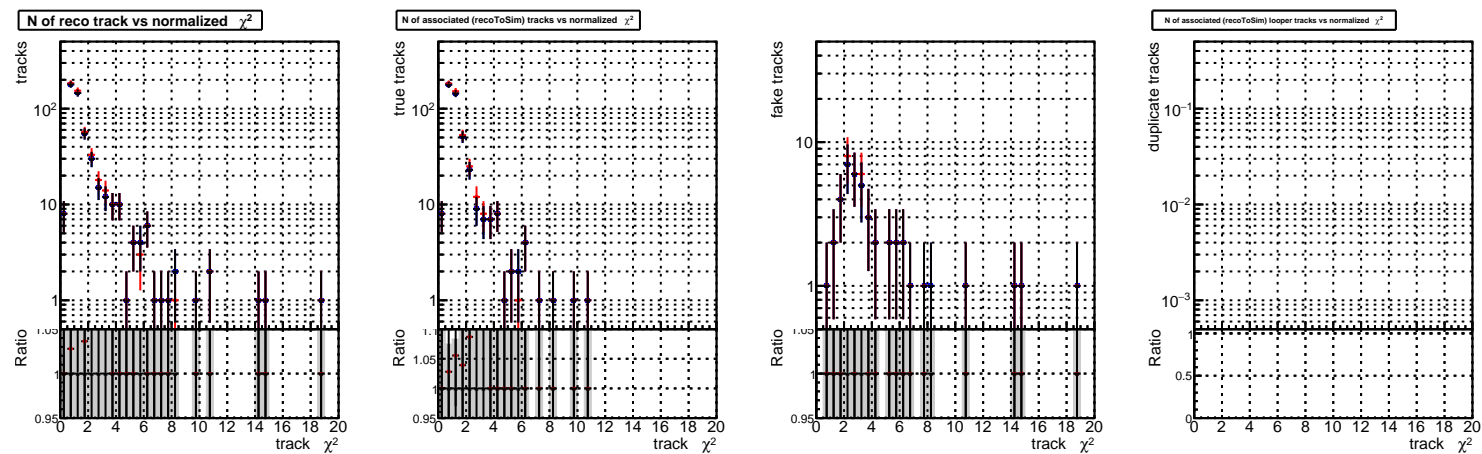 N of reco track vs normalized χ²
tracks
10²
10
1
1.05
Ratio
1
0.95
0 2 4 6 8 10 12 14 16 18 20
track χ²
N of associated (recoToSim) tracks vs normalized χ²
true tracks
10²
10
1
1.1
Ratio
1.05
1
0.95
0 2 4 6 8 10 12 14 16 18 20
track χ²
fake tracks
10
1
1.05
Ratio
1
0.95
0 2 4 6 8 10 12 14 16 18 20
track χ²
N of associated (recoToSim) looper tracks vs normalized χ²
duplicate tracks
10⁻¹
10⁻²
10⁻³
1
Ratio
0.5
0
0 2 4 6 8 10 12 14 16 18 20
track χ²